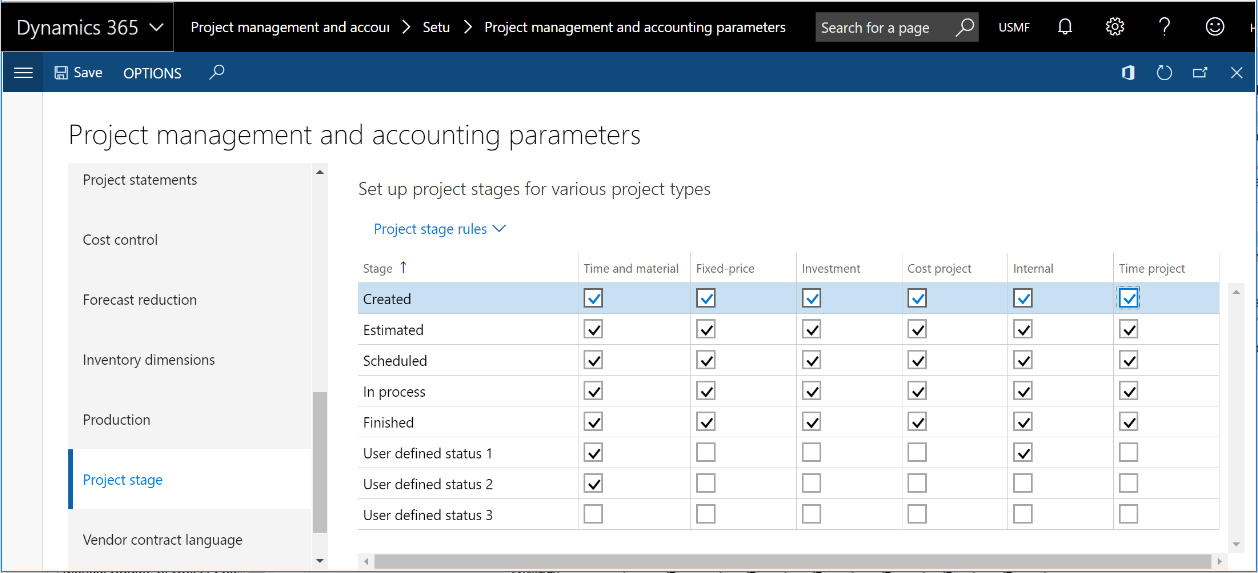 Dynamics 365 Project management and accoui Setu Project management and accounting parameters Search for a page USMF
Save OPTIONS
Project management and accounting parameters
Project statements
Cost control
Forecast reduction
Inventory dimensions
Production
Project stage
Vendor contract language
Set up project stages for various project types
Project stage rules
Stage Time and material Fixed-price Investment Cost project Internal Time project
Created
Estimated
Scheduled
In process
Finished
User defined status 1
User defined status 2
User defined status 3